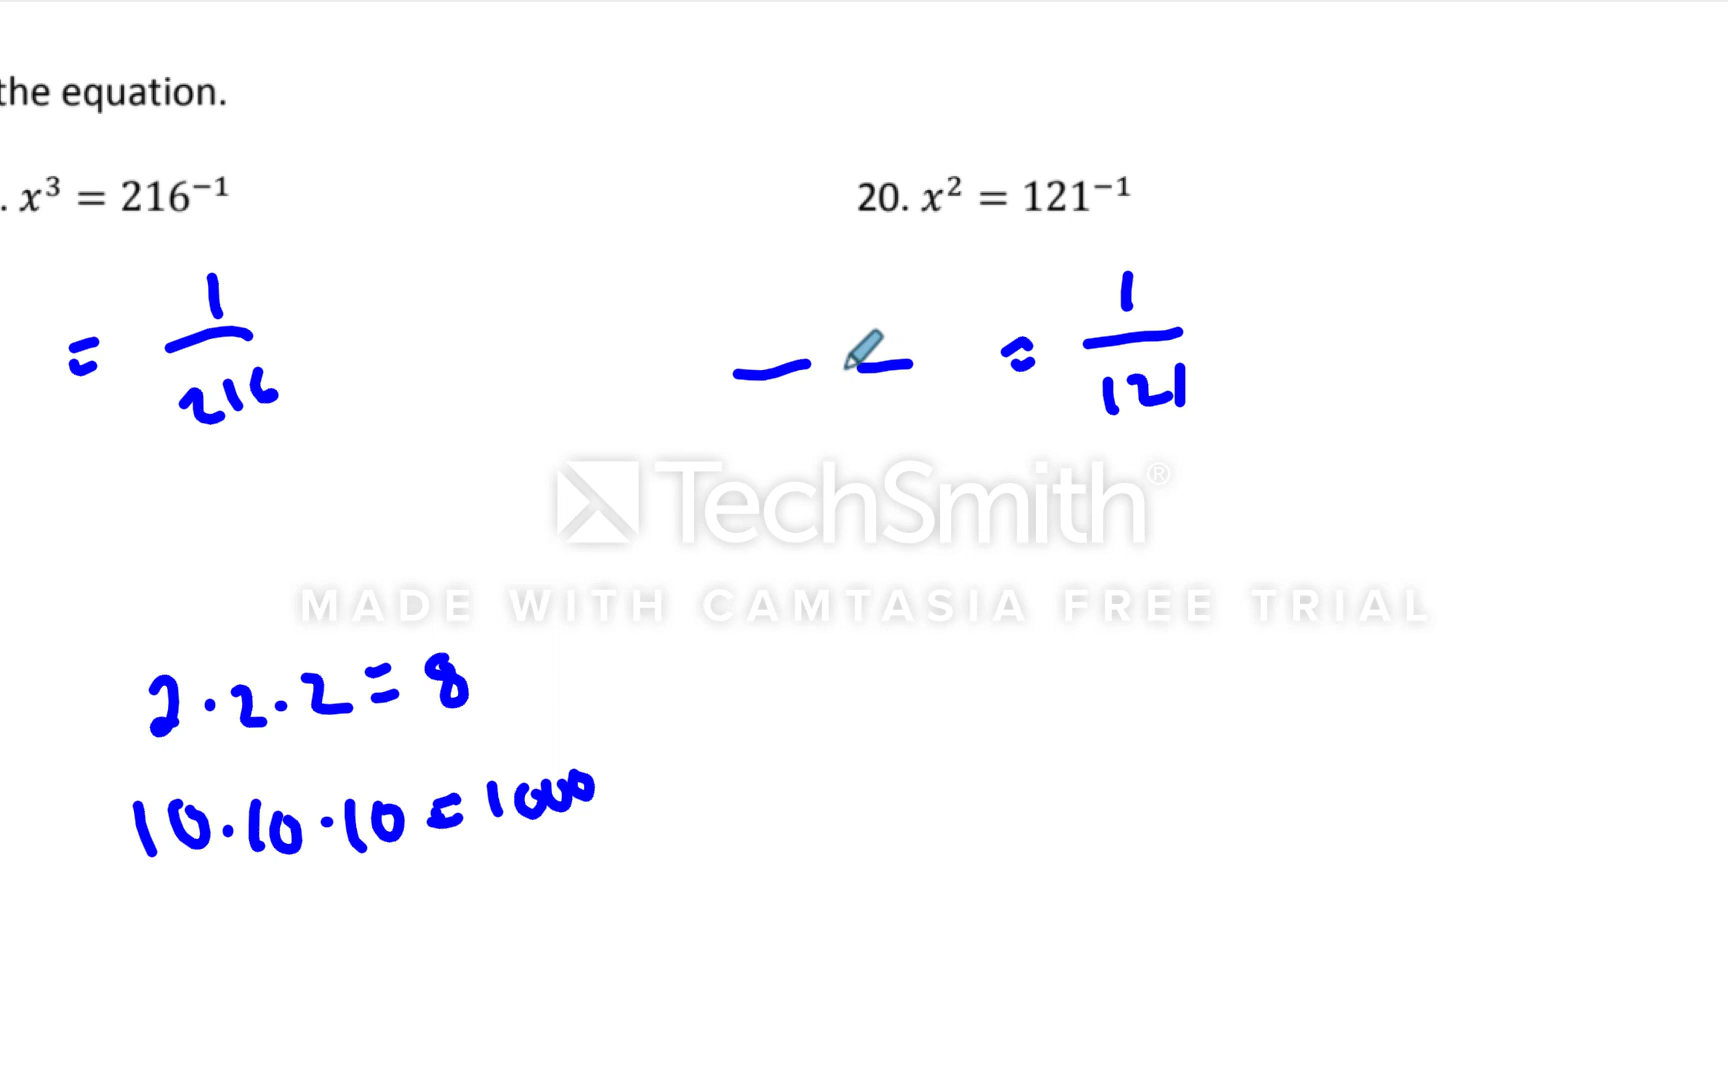 the equation.
. x³ = 216⁻¹
20. x² = 121⁻¹
= 1/216
_ _ = 1/121
TechSmith®
MADE WITH CAMTASIA FREE TRIAL
2·2·2=8
10·10·10=1000